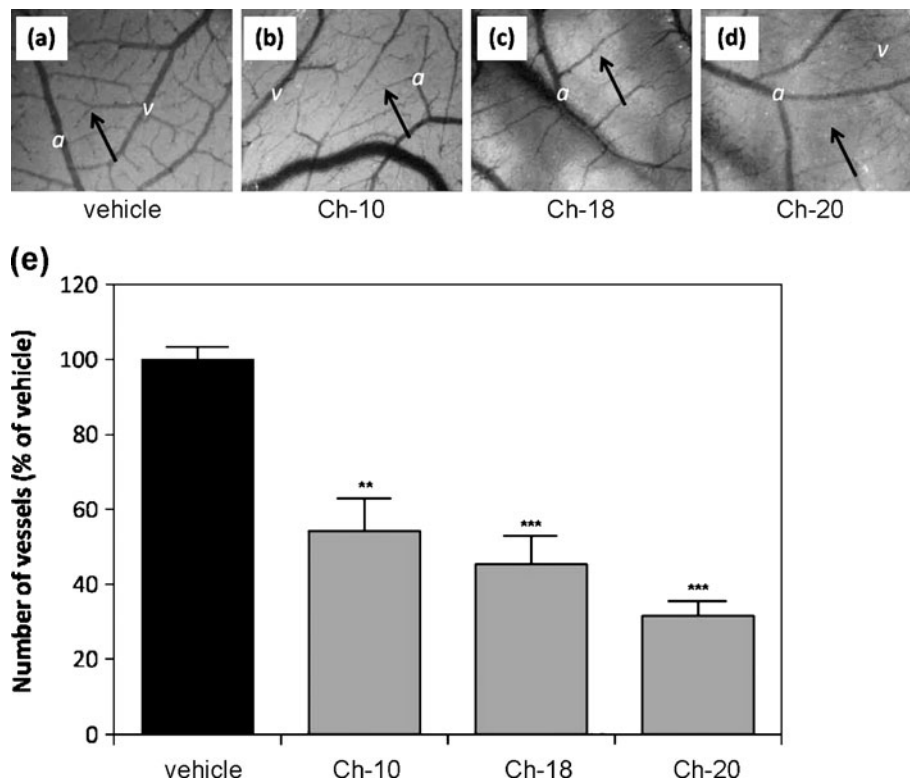 (a) (b) (c) (d)
a v v a a a v
vehicle Ch-10 Ch-18 Ch-20
(e)
Number of vessels (% of vehicle)
120
100
80
60
40
20
0
**
***
***
vehicle Ch-10 Ch-18 Ch-20